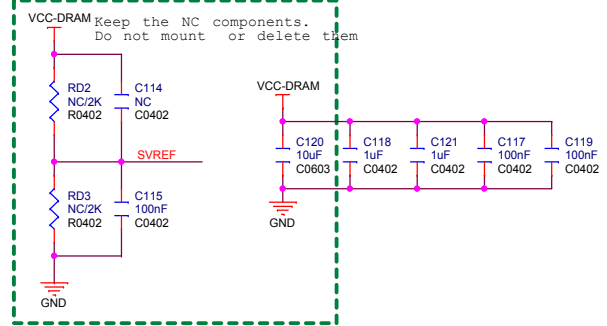 VCC-DRAM
Keep the NC components.
Do not mount or delete them
RD2
NC/2K
R0402
C114
NC
C0402
SVREF
RD3
NC/2K
R0402
C115
100nF
C0402
GND
VCC-DRAM
C120
10uF
C0603
C118
1uF
C0402
C121
1uF
C0402
C117
100nF
C0402
C119
100nF
C0402
GND